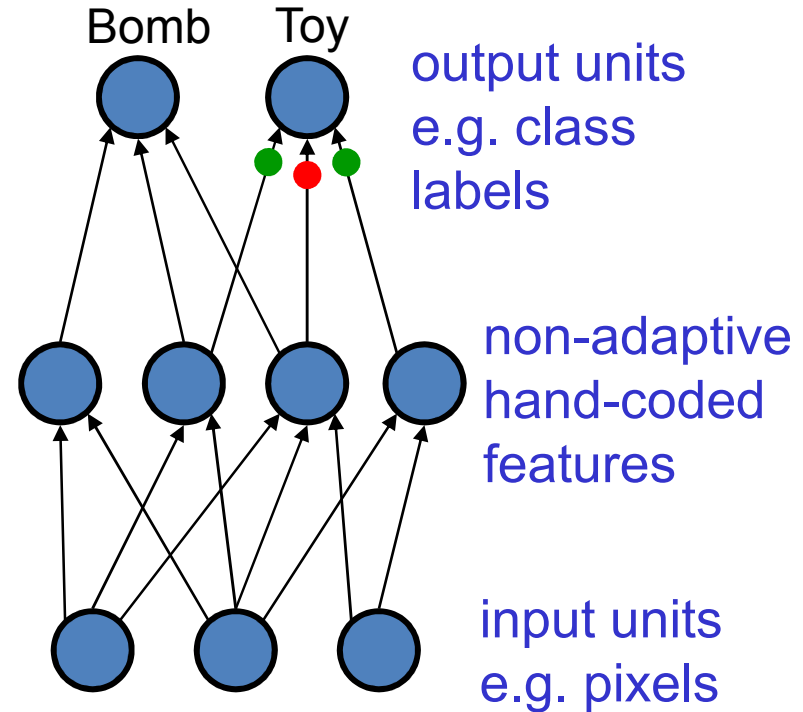 Bomb Toy
output units
e.g. class
labels
non-adaptive
hand-coded
features
input units
e.g. pixels